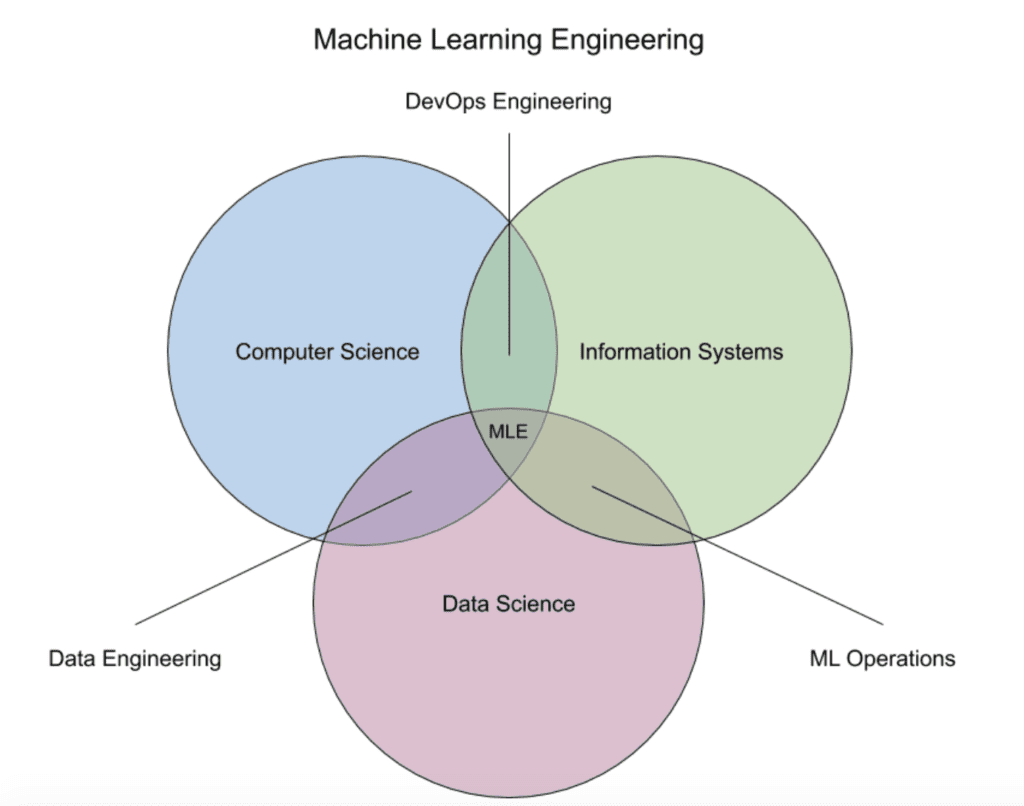 Machine Learning Engineering
DevOps Engineering
Computer Science
Information Systems
MLE
Data Science
Data Engineering
ML Operations